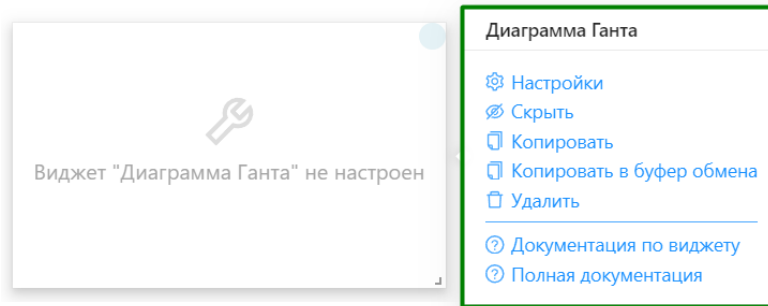 Виджет "Диаграмма Ганта" не настроен
Диаграмма Ганта
Настройки
Скрыть
Копировать
Копировать в буфер обмена
Удалить
Документация по виджету
Полная документация